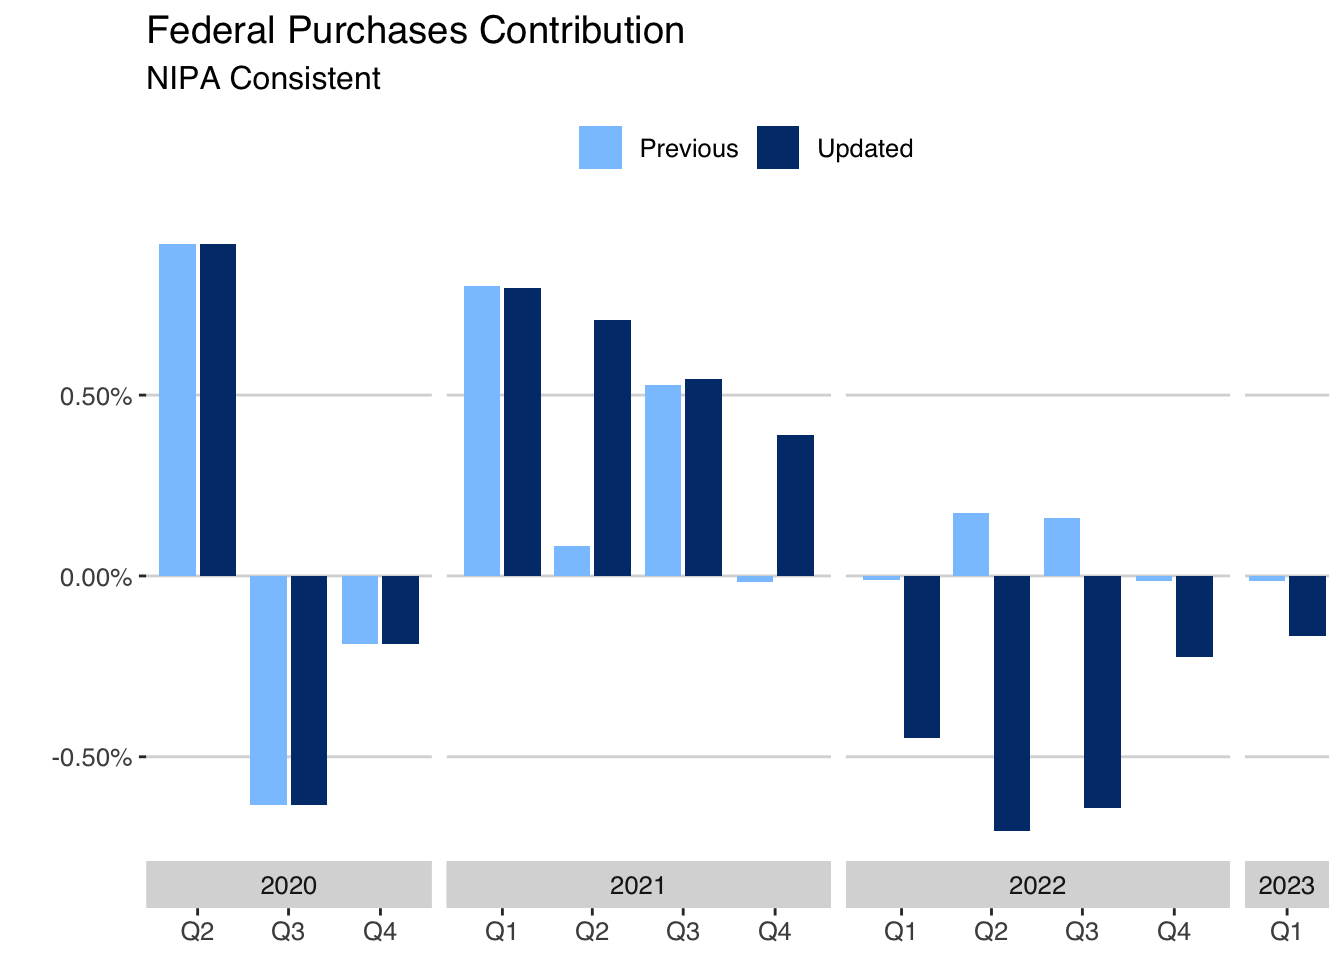 Federal Purchases Contribution
NIPA Consistent
Previous Updated
0.50%
0.00%
-0.50%
2020 2021 2022 2023
Q2 Q3 Q4 Q1 Q2 Q3 Q4 Q1 Q2 Q3 Q4 Q1